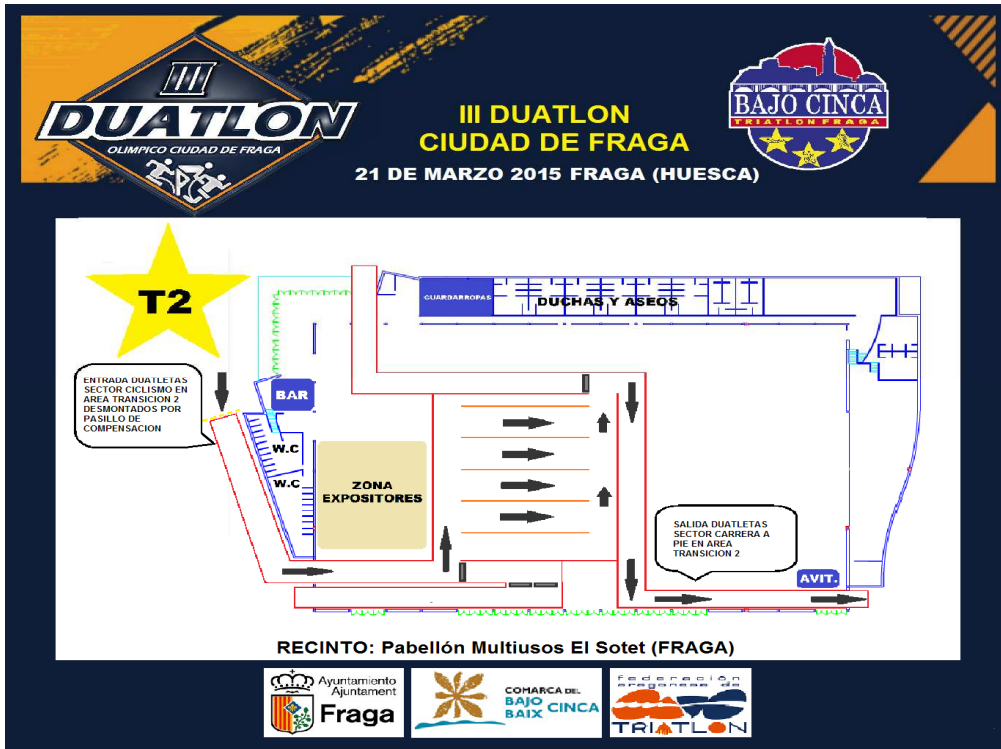 III
DUATLON
OLIMPICO CIUDAD DE FRAGA
III DUATLON
CIUDAD DE FRAGA
21 DE MARZO 2015 FRAGA (HUESCA)
BAJO CINCA
TRIATLON FRAGA
T2
ENTRADA DUATLETAS
SECTOR CICLISMO EN
AREA TRANSICION 2
DESMONTADOS POR
PASILLO DE
COMPENSACION
GUARDARROPAS
DUCHAS Y ASEOS
BAR
W.C
W.C
ZONA
EXPOSITORES
SALIDA DUATLETAS
SECTOR CARRERA A
PIE EN AREA
TRANSICION 2
AVIT.
RECINTO: Pabellón Multiusos El Sotet (FRAGA)
Ayuntamiento
Ajuntament
Fraga
COMARCA DEL
BAJO CINCA
BAIX
federación
aragonesa de
TRIATLON